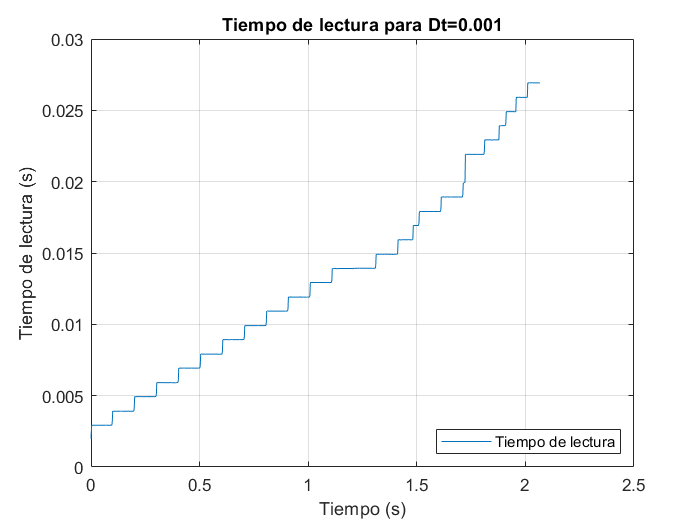 Tiempo de lectura para Dt=0.001
Tiempo de lectura (s)
0.03
0.025
0.02
0.015
0.01
0.005
0
0 0.5 1 1.5 2 2.5
Tiempo (s)
Tiempo de lectura